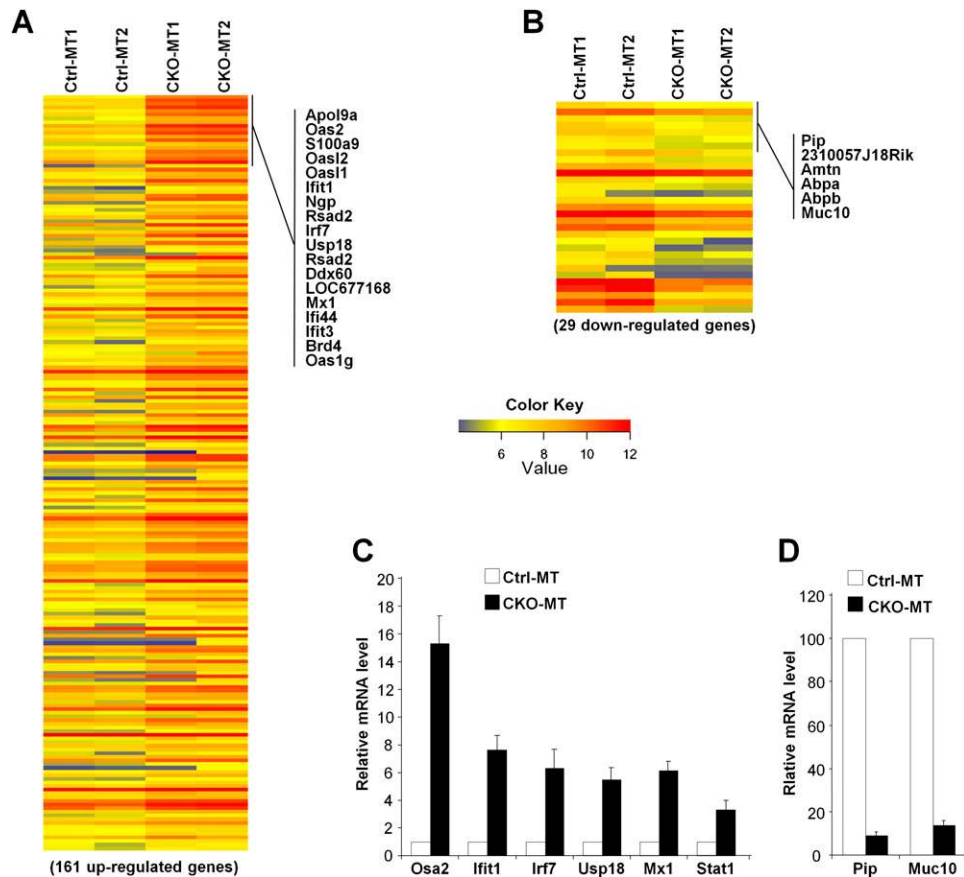 A
Ctrl-MT1
Ctrl-MT2
CKO-MT1
CKO-MT2
Apol9a
Oas2
S100a9
Oasl2
Oasl1
Ifit1
Ngp
Rsad2
Irf7
Usp18
Rsad2
Ddx60
LOC677168
Mx1
Ifi44
Ifit3
Brd4
Oas1g
(161 up-regulated genes)
B
Ctrl-MT1
Ctrl-MT2
CKO-MT1
CKO-MT2
Pip
2310057J18Rik
Amtn
Abpa
Abpb
Muc10
(29 down-regulated genes)
Color Key
6 8 10 12
Value
C
Ctrl-MT
CKO-MT
Relative mRNA level
20
18
16
14
12
10
8
6
4
2
0
Osa2 Ifit1 Irf7 Usp18 Mx1 Stat1
D
Ctrl-MT
CKO-MT
Rlative mRNA level
120
100
80
60
40
20
0
Pip Muc10